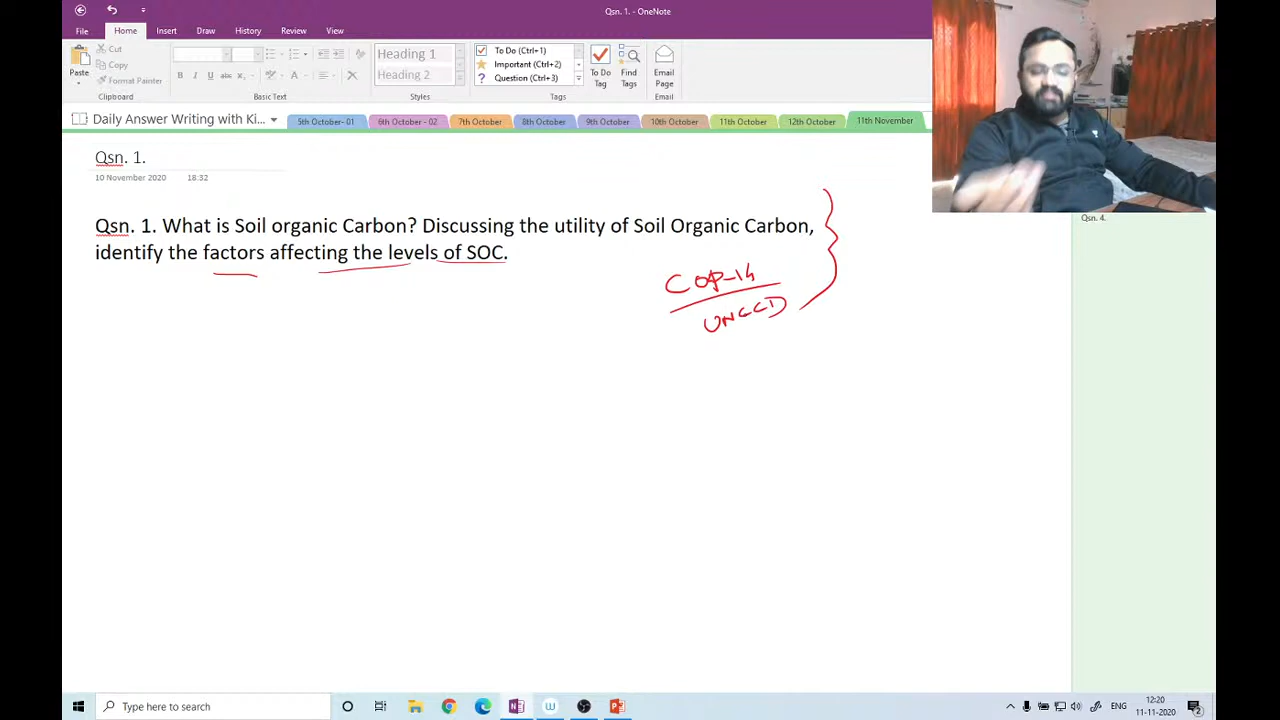 Qsn. 1. - OneNote
File Home Insert Draw History Review View
Paste
Cut
Copy
Format Painter
Clipboard
B I U abc x
Basic Text
Heading 1
Heading 2
Styles
To Do (Ctrl+1)
Important (Ctrl+2)
Question (Ctrl+3)
To Do Tag
Find Tags
Tags
Email Page
Email
Daily Answer Writing with Ki...
5th October- 01 6th October - 02 7th October 8th October 9th October 10th October 11th October 12th October 11th November
Qsn. 1.
10 November 2020 18:32
Qsn. 4.
Qsn. 1. What is Soil organic Carbon? Discussing the utility of Soil Organic Carbon,
identify the factors affecting the levels of SOC.
COP-14
UNCCD
Type here to search
ENG
12:20
11-11-2020
2